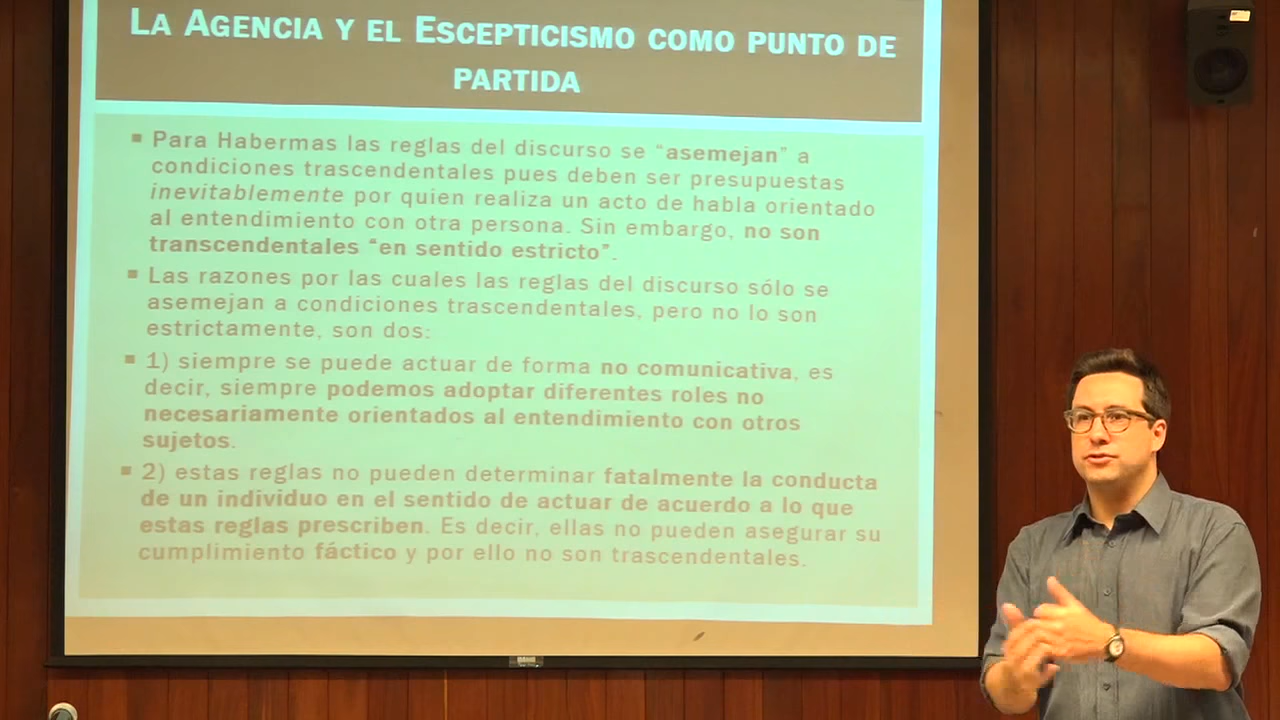 LA AGENCIA Y EL ESCEPTICISMO COMO PUNTO DE
PARTIDA
▪ Para Habermas las reglas del discurso se “asemejan” a
condiciones trascendentales pues deben ser presupuestas
inevitablemente por quien realiza un acto de habla orientado
al entendimiento con otra persona. Sin embargo, no son
transcendentales “en sentido estricto”.
▪ Las razones por las cuales las reglas del discurso sólo se
asemejan a condiciones trascendentales, pero no lo son
estrictamente, son dos:
▪ 1) siempre se puede actuar de forma no comunicativa, es
decir, siempre podemos adoptar diferentes roles no
necesariamente orientados al entendimiento con otros
sujetos.
▪ 2) estas reglas no pueden determinar fatalmente la conducta
de un individuo en el sentido de actuar de acuerdo a lo que
estas reglas prescriben. Es decir, ellas no pueden asegurar su
cumplimiento fáctico y por ello no son trascendentales.